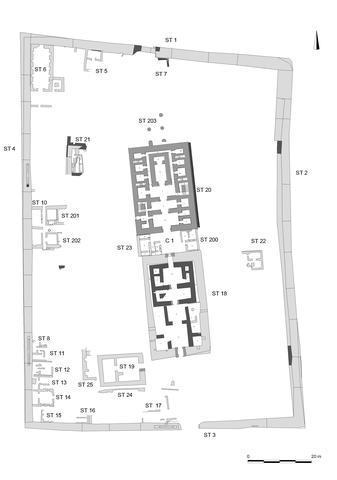 ST 1
ST 6
ST 5
ST 7
ST 2
ST 203
ST 21
ST 4
ST 20
ST 10
ST 201
ST 202
ST 23
C 1
ST 200
ST 22
ST 18
ST 8
ST 11
ST 12
ST 13
ST 14
ST 15
ST 25
ST 19
ST 24
ST 16
ST 17
ST 3
0 20 m